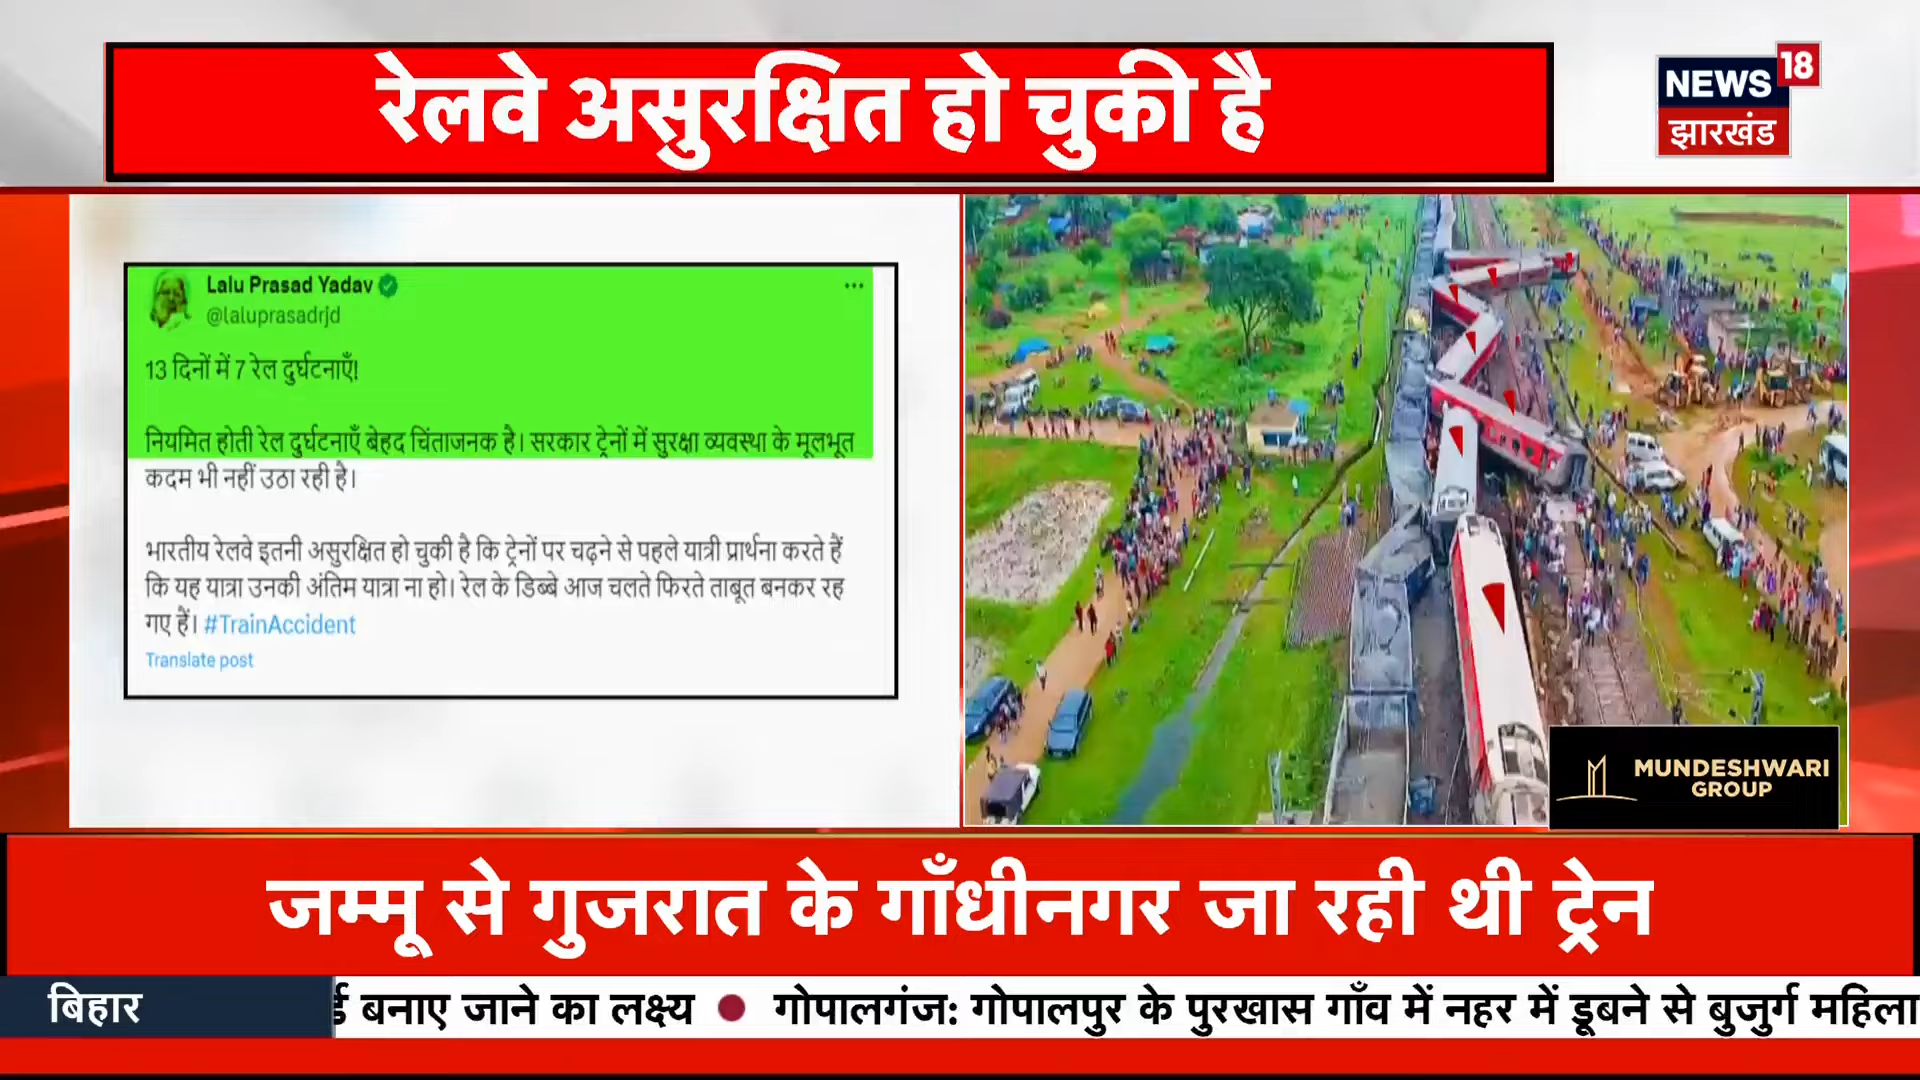 रेलवे असुरक्षित हो चुकी है
NEWS 18
झारखंड
Lalu Prasad Yadav
@laluprasadrjd
13 दिनों में 7 रेल दुर्घटनाएँ!
नियमित होती रेल दुर्घटनाएँ बेहद चिंताजनक है। सरकार ट्रेनों में सुरक्षा व्यवस्था के मूलभूत
कदम भी नहीं उठा रही है।
भारतीय रेलवे इतनी असुरक्षित हो चुकी है कि ट्रेनों पर चढ़ने से पहले यात्री प्रार्थना करते हैं
कि यह यात्रा उनकी अंतिम यात्रा ना हो। रेल के डिब्बे आज चलते फिरते ताबूत बनकर रह
गए हैं। #TrainAccident
Translate post
MUNDESHWARI
GROUP
जम्मू से गुजरात के गाँधीनगर जा रही थी ट्रेन
बिहार
बनाए जाने का लक्ष्य ● गोपालगंज: गोपालपुर के पुरखास गाँव में नहर में डूबने से बुजुर्ग महिला